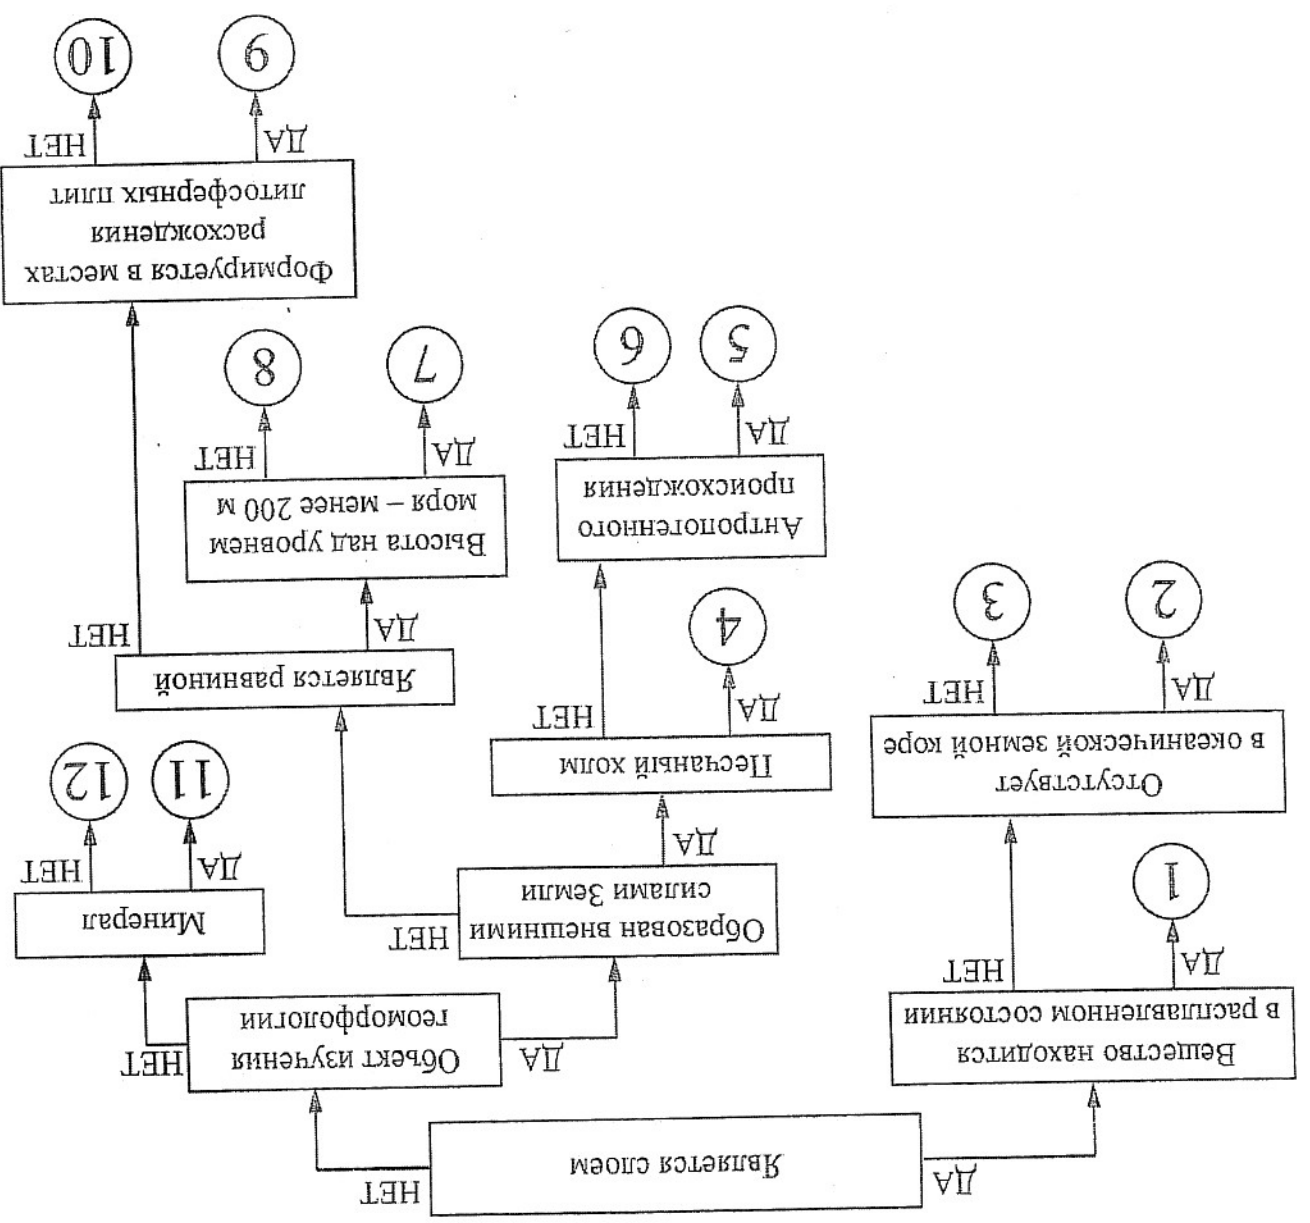 Является слоем
ДА
НЕТ
Вещество находится
в расплавленном состоянии
ДА
НЕТ
1
Отсутствует
в океанической земной коре
ДА
НЕТ
2
3
Объект изучения
геоморфологии
ДА
НЕТ
Образован внешними
силами Земли
ДА
НЕТ
Песчаный холм
ДА
НЕТ
4
Антропогенного
происхождения
ДА
НЕТ
5
6
Является равниной
ДА
НЕТ
Высота над уровнем
моря – менее 200 м
ДА
НЕТ
7
8
Формируется в местах
расхождения
литосферных плит
ДА
НЕТ
9
10
Минерал
ДА
НЕТ
11
12